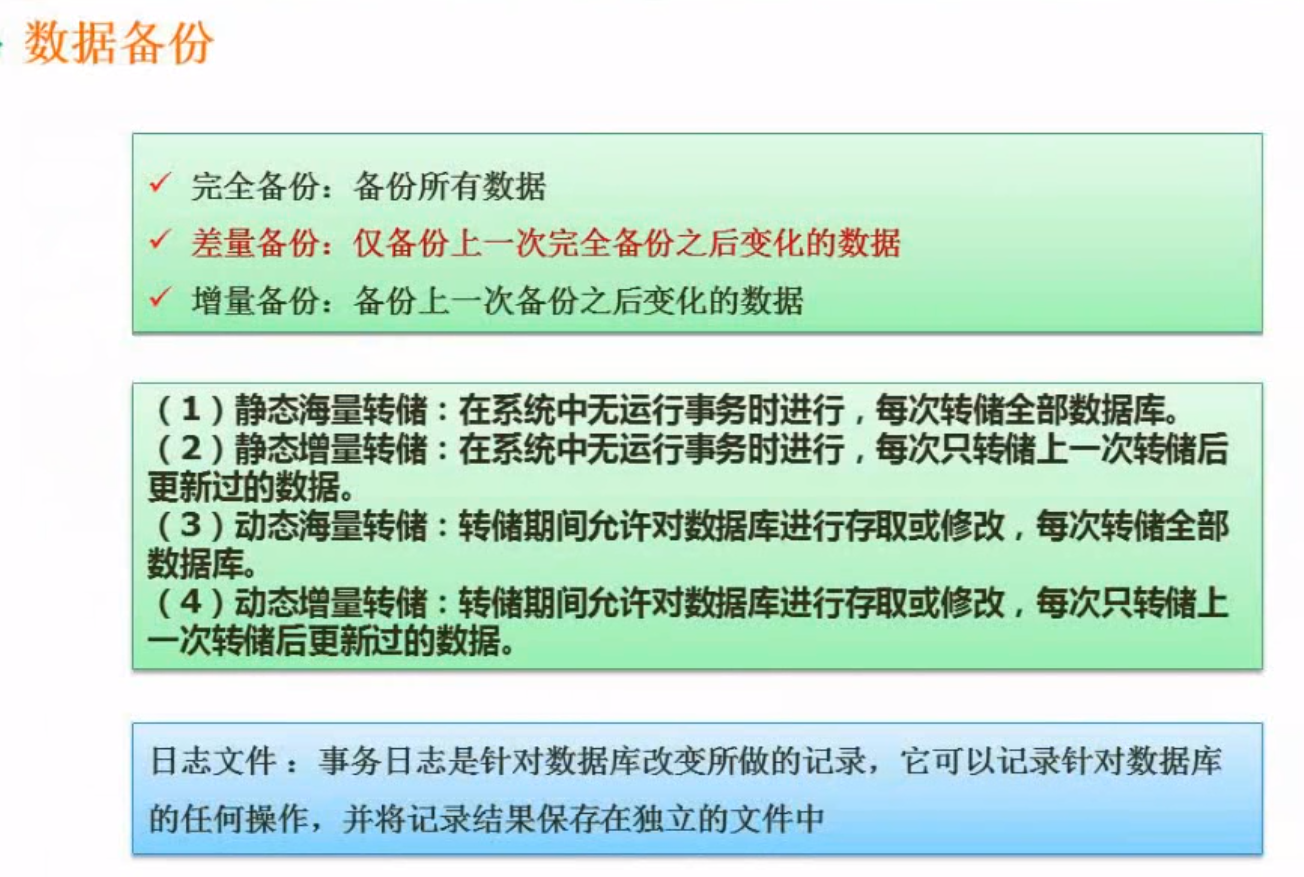 数据备份
完全备份：备份所有数据
差量备份：仅备份上一次完全备份之后变化的数据
增量备份：备份上一次备份之后变化的数据
（1）静态海量转储：在系统中无运行事务时进行，每次转储全部数据库。
（2）静态增量转储：在系统中无运行事务时进行，每次只转储上一次转储后
更新过的数据。
（3）动态海量转储：转储期间允许对数据库进行存取或修改，每次转储全部
数据库。
（4）动态增量转储：转储期间允许对数据库进行存取或修改，每次只转储上
一次转储后更新过的数据。
日志文件：事务日志是针对数据库改变所做的记录，它可以记录针对数据库
的任何操作，并将记录结果保存在独立的文件中